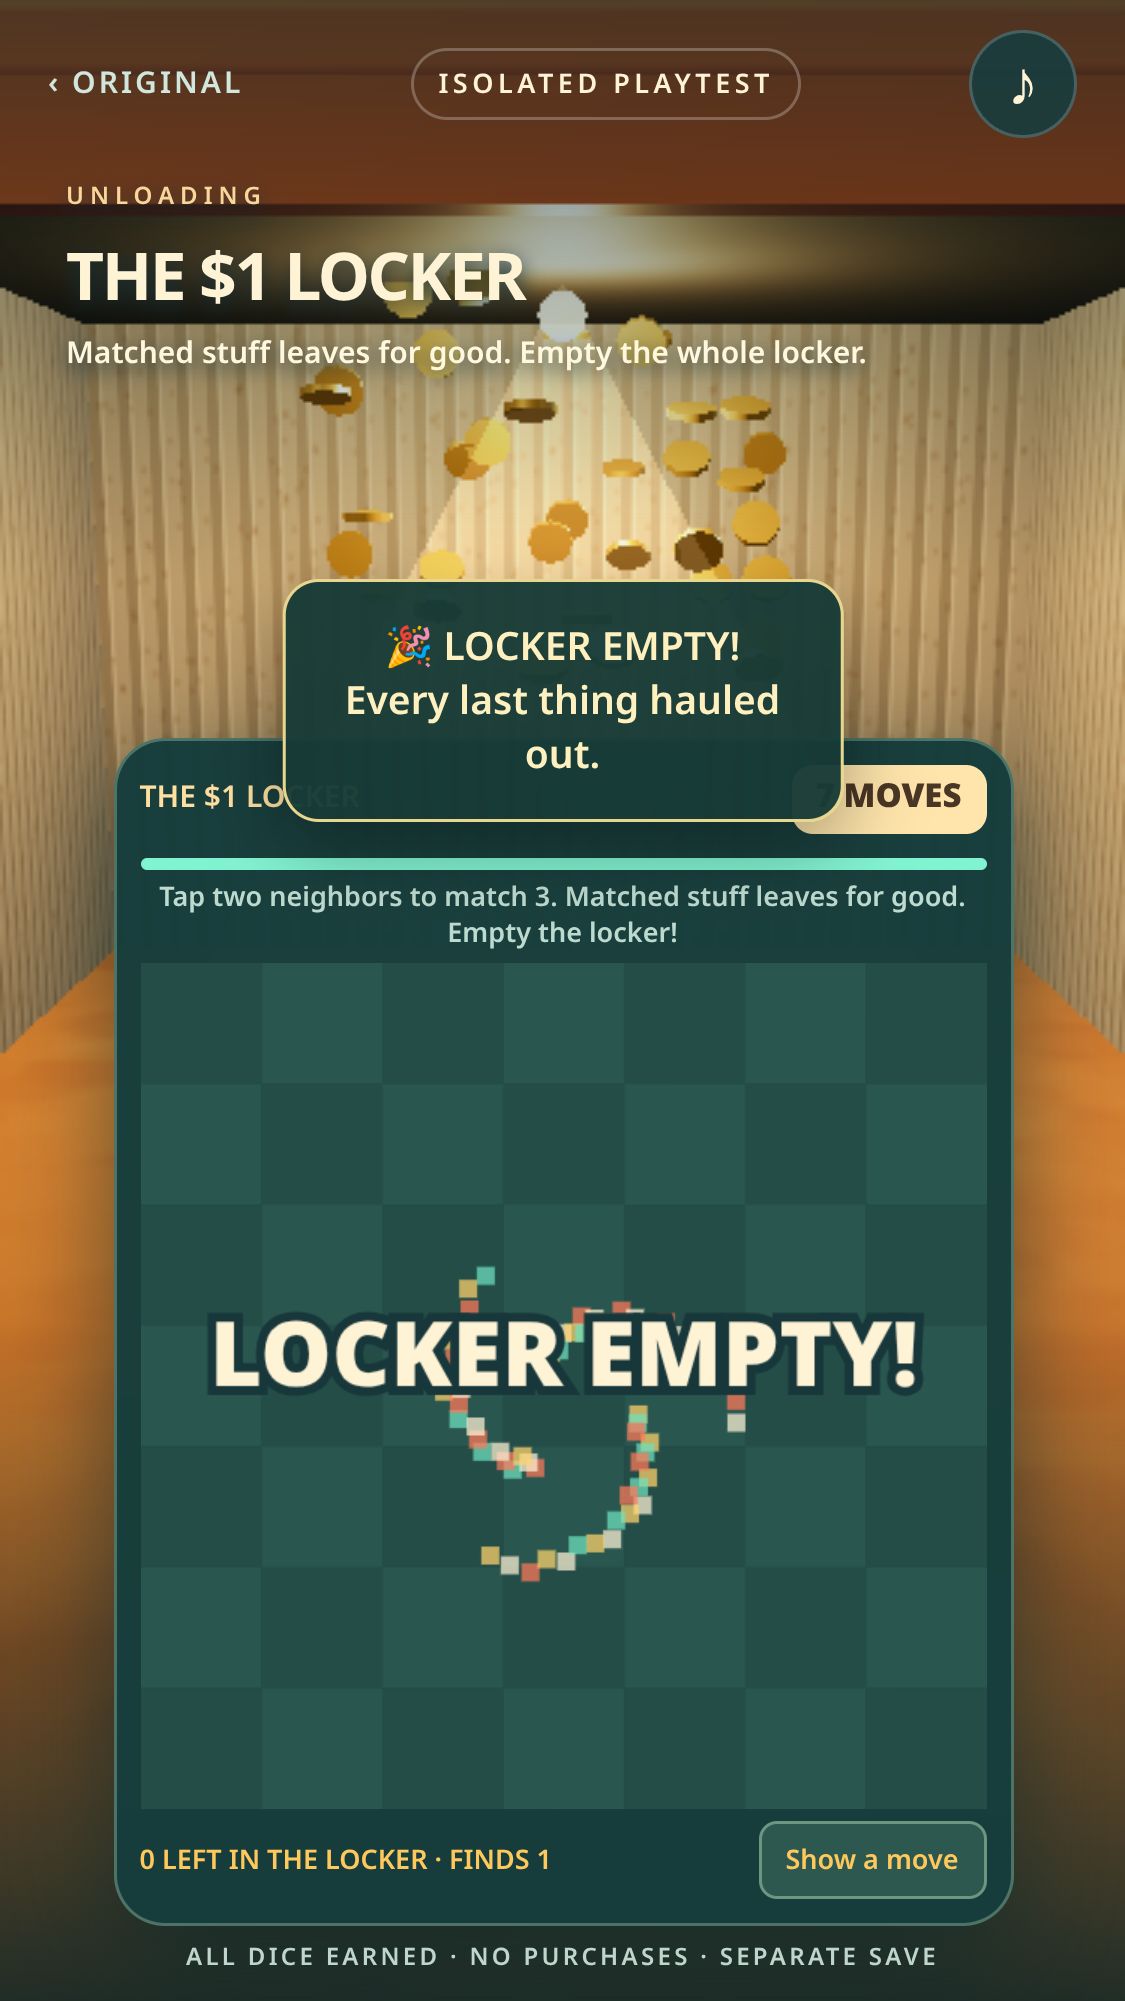 ‹ ORIGINAL
ISOLATED PLAYTEST
UNLOADING
THE $1 LOCKER
Matched stuff leaves for good. Empty the whole locker.
🎉 LOCKER EMPTY!
Every last thing hauled
out.
THE $1 LOCKER
7 MOVES
Tap two neighbors to match 3. Matched stuff leaves for good.
Empty the locker!
LOCKER EMPTY!
0 LEFT IN THE LOCKER · FINDS 1
Show a move
ALL DICE EARNED · NO PURCHASES · SEPARATE SAVE